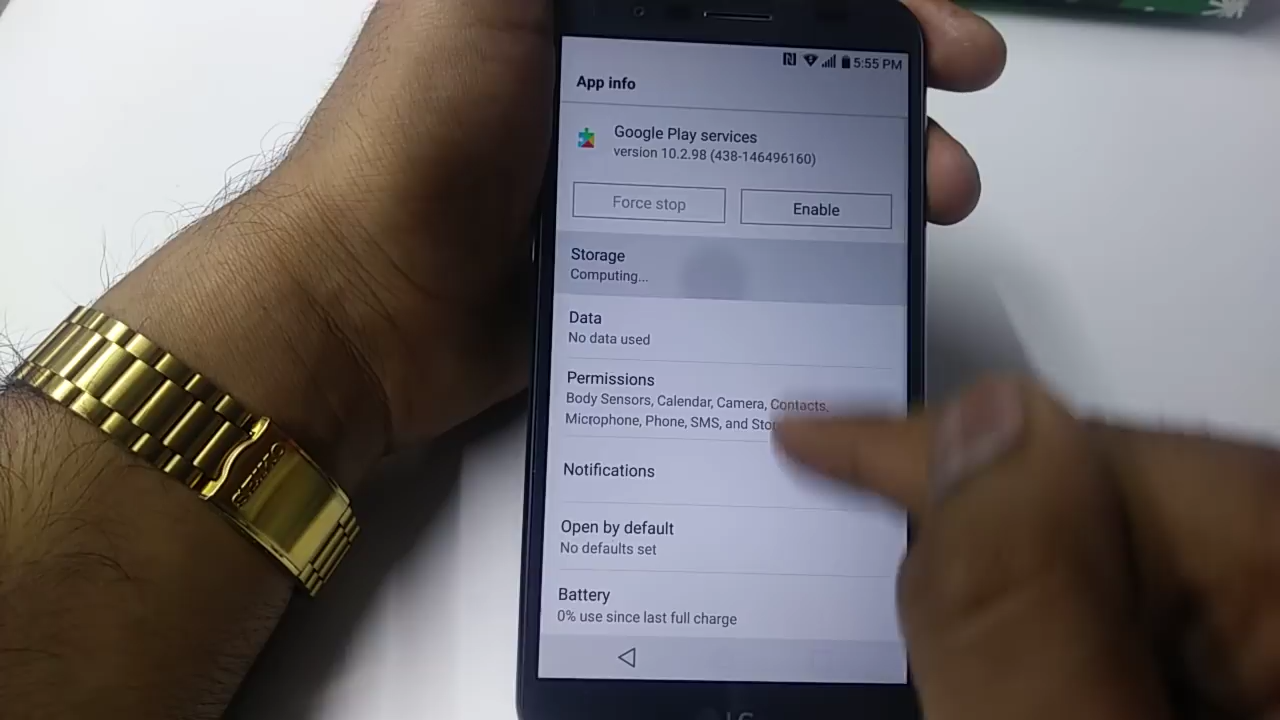 5:55 PM
App info
Google Play services
version 10.2.98 (438-146496160)
Force stop
Enable
Storage
Computing...
Data
No data used
Permissions
Body Sensors, Calendar, Camera, Contacts,
Microphone, Phone, SMS, and
Notifications
Open by default
No defaults set
Battery
0% use since last full charge
SEIKO
LG